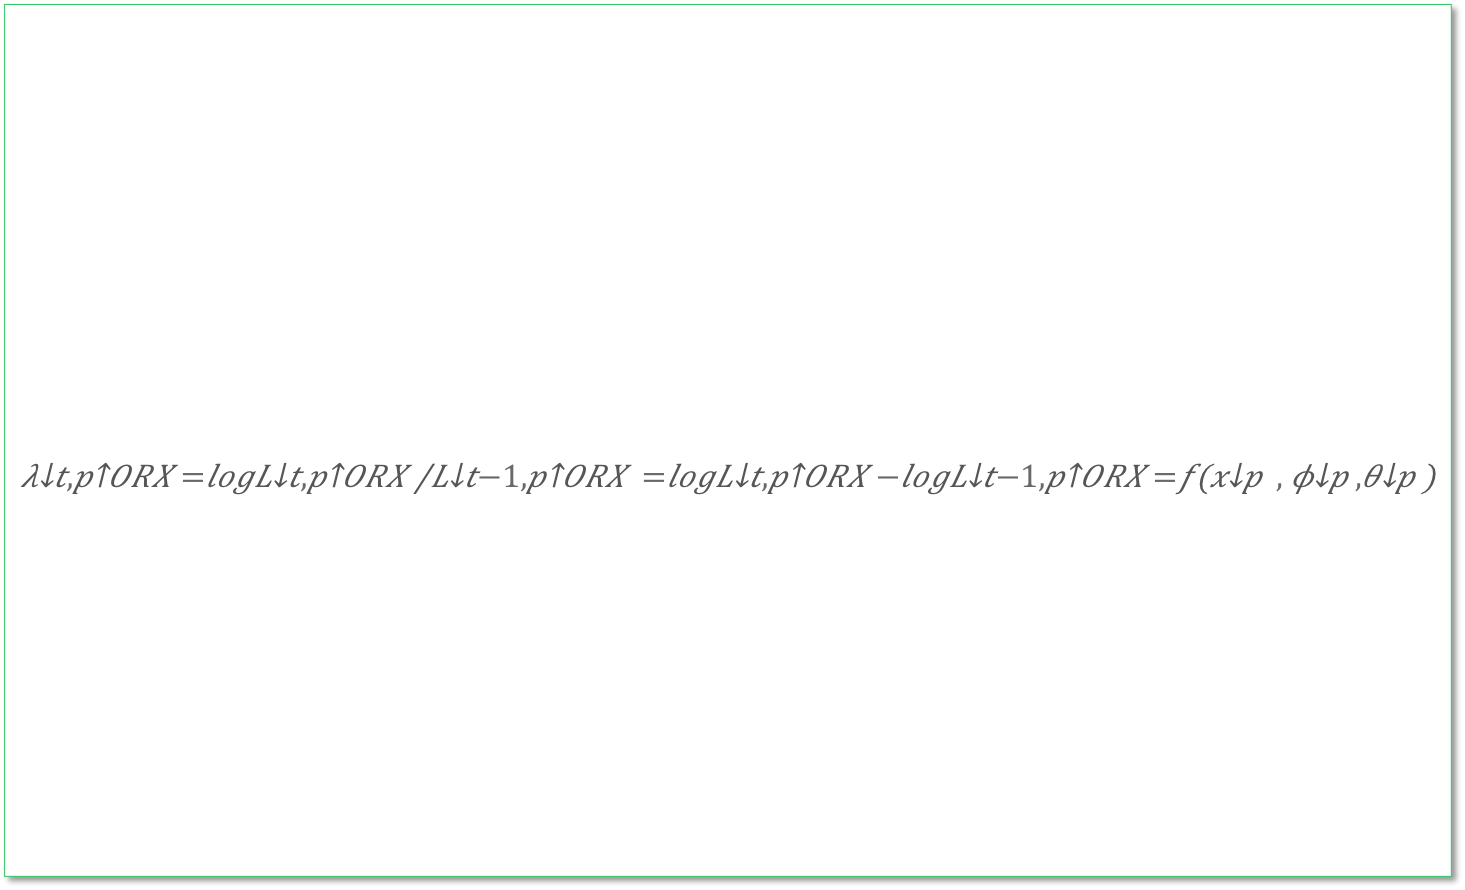 λ↓t,p↑ORX=logL↓t,p↑ORX/L↓t−1,p↑ORX =logL↓t,p↑ORX−logL↓t−1,p↑ORX=f(x↓p , ϕ↓p,θ↓p)